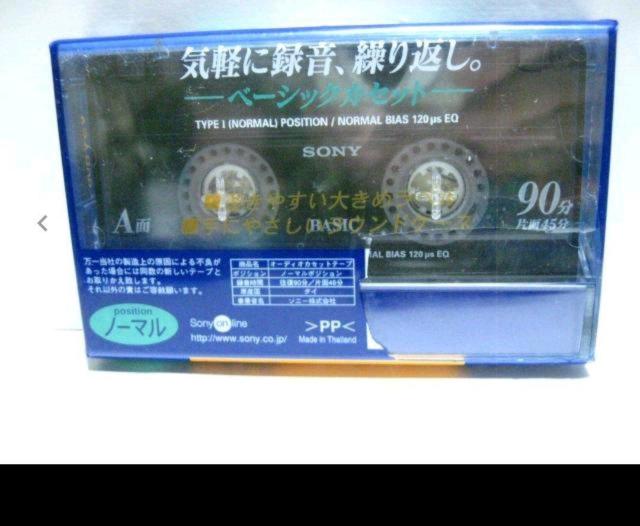 気軽に録音、繰り返し。
ベーシックカセット
TYPE I (NORMAL) POSITION / NORMAL BIAS 120 μs EQ
SONY
90分
片面45分
A面
BASIC
MAL BIAS 120 μs EQ
万一当社の製造上の原因による不良が
あった場合には同数の新しいテープと
お取りかえ致します。
それ以外の責はご容赦願います。
商品名 オーディオカセットテープ
ポジション ノーマルポジション
録音時間 往復90分/片面45分
原産国 タイ
事業者名 ソニー株式会社
position
ノーマル
Sony on line
http://www.sony.co.jp/
>PP<
Made in Thailand